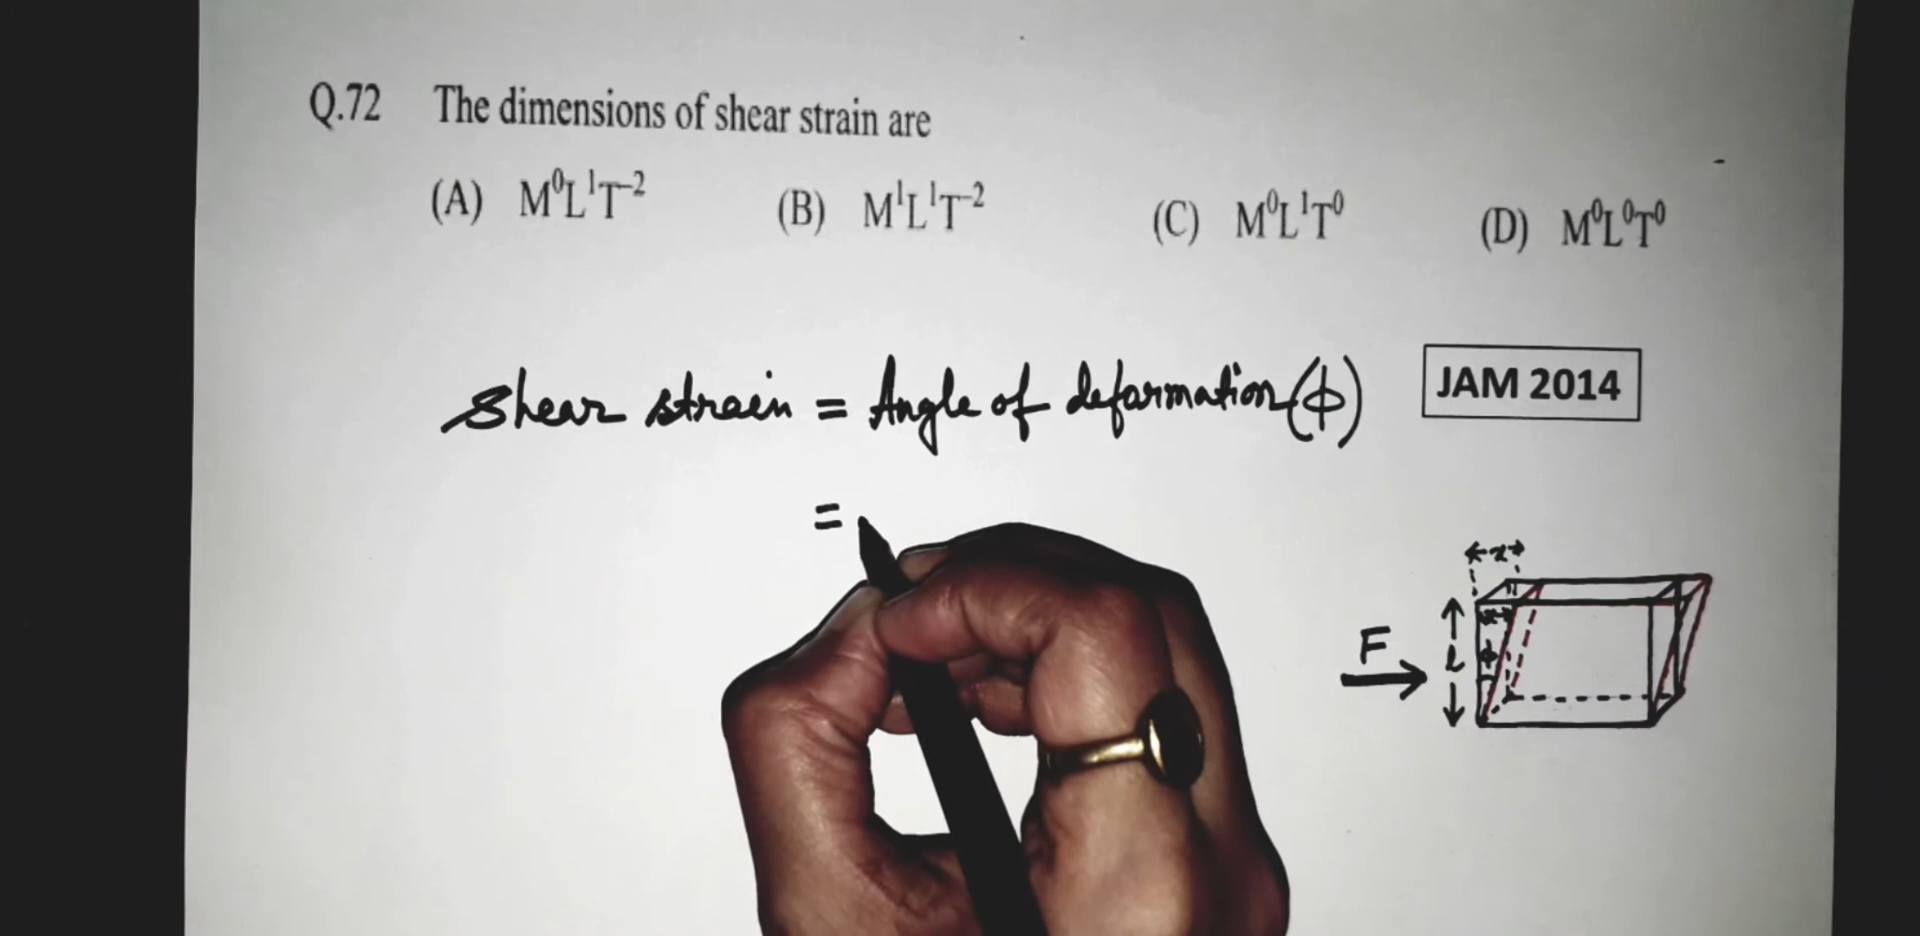 Q.72 The dimensions of shear strain are
(A) M⁰L¹T⁻² (B) M¹L¹T⁻² (C) M⁰L¹T⁰ (D) M⁰L⁰T⁰
Shear strain = Angle of deformation (ϕ)
JAM 2014
=
x
x
F
l
ϕ